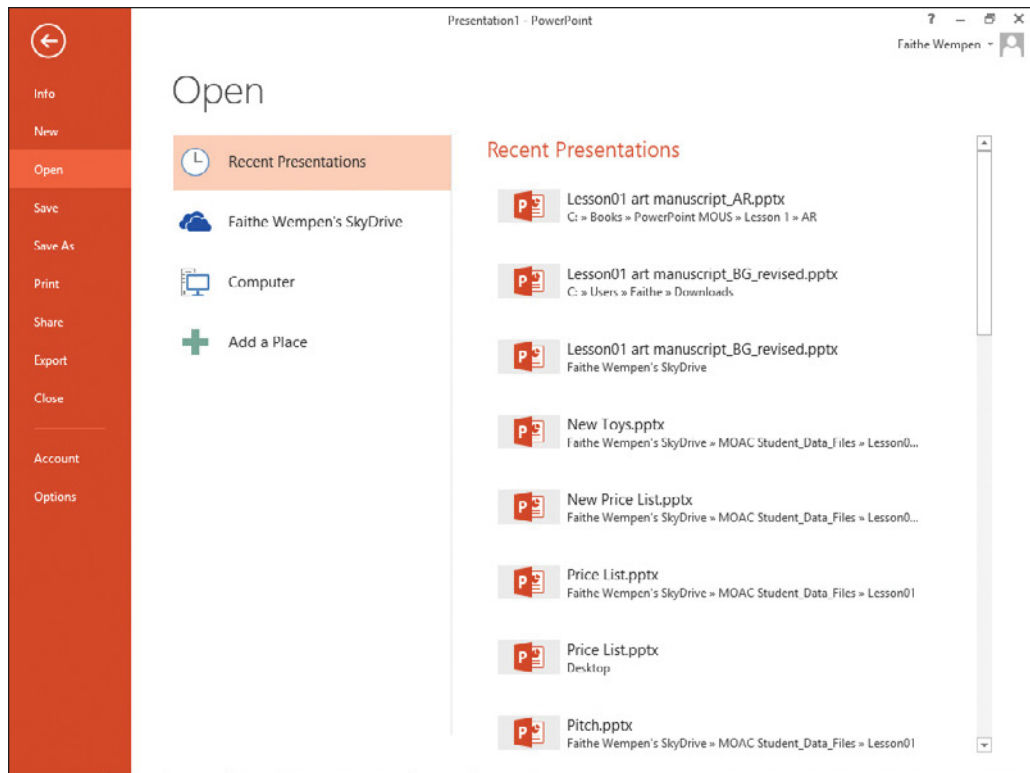 Presentation1 - PowerPoint
?
Faithe Wempen
Info
New
Open
Save
Save As
Print
Share
Export
Close
Account
Options
Open
Recent Presentations
Faithe Wempen's SkyDrive
Computer
Add a Place
Recent Presentations
Lesson01 art manuscript_AR.pptx
C: » Books » PowerPoint MOUS » Lesson 1 » AR
Lesson01 art manuscript_BG_revised.pptx
C: » Users » Faithe » Downloads
Lesson01 art manuscript_BG_revised.pptx
Faithe Wempen's SkyDrive
New Toys.pptx
Faithe Wempen's SkyDrive » MOAC Student_Data_Files » Lesson0...
New Price List.pptx
Faithe Wempen's SkyDrive » MOAC Student_Data_Files » Lesson0...
Price List.pptx
Faithe Wempen's SkyDrive » MOAC Student_Data_Files » Lesson01
Price List.pptx
Desktop
Pitch.pptx
Faithe Wempen's SkyDrive » MOAC Student_Data_Files » Lesson01